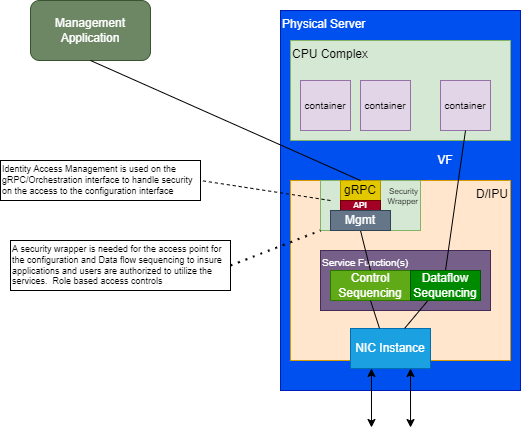 Management
Application
Physical Server
CPU Complex
container
container
container
VF
Identity Access Management is used on the
gRPC/Orchestration interface to handle security
on the access to the configuration interface
gRPC
API
Mgmt
Security
Wrapper
D/IPU
A security wrapper is needed for the access point for
the configuration and Data flow sequencing to insure
applications and users are authorized to utilize the
services.  Role based access controls
Service Function(s)
Control
Sequencing
Dataflow
Sequencing
NIC Instance